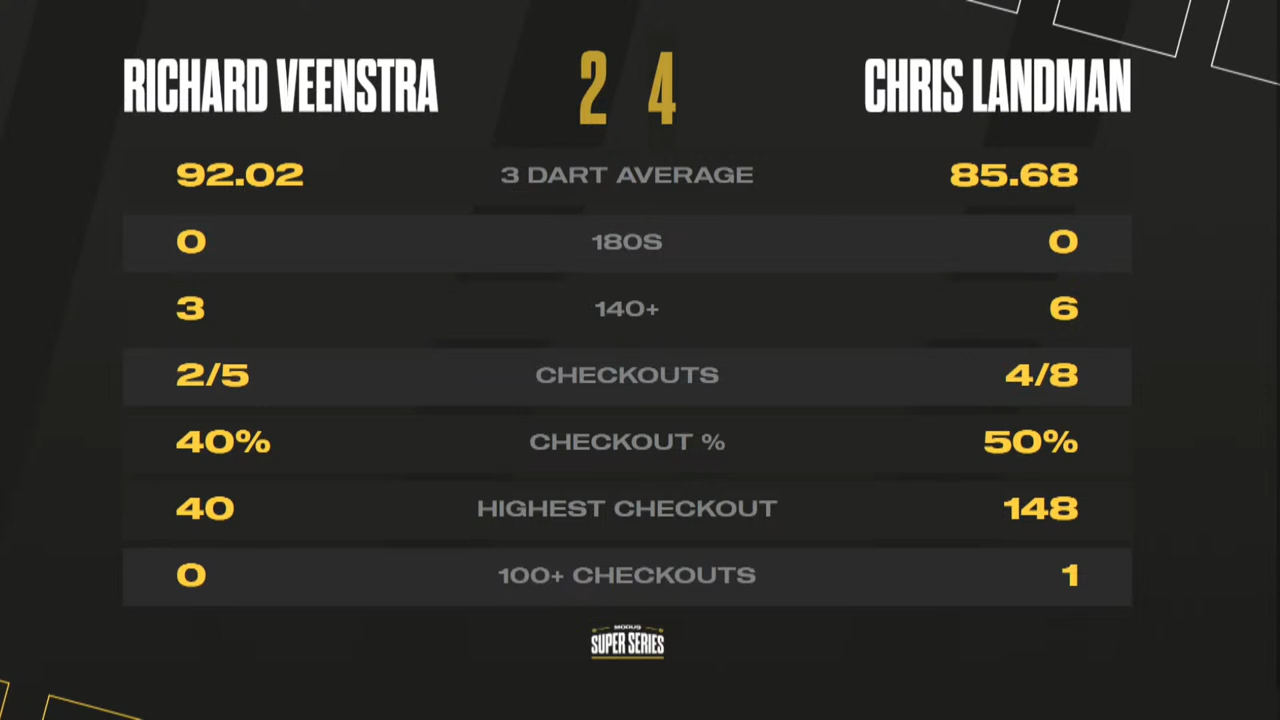 RICHARD VEENSTRA 2 4 CHRIS LANDMAN
92.02 3 DART AVERAGE 85.68
0 180S 0
3 140+ 6
2/5 CHECKOUTS 4/8
40% CHECKOUT % 50%
40 HIGHEST CHECKOUT 148
0 100+ CHECKOUTS 1
MODUS
SUPER SERIES